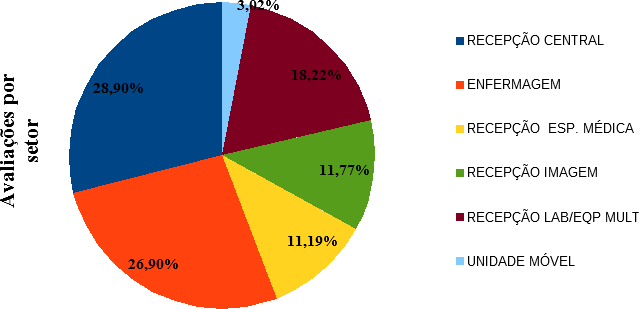 Avaliações por
setor
3,02%
28,90%
18,22%
11,77%
11,19%
26,90%
RECEPÇÃO CENTRAL
ENFERMAGEM
RECEPÇÃO  ESP. MÉDICA
RECEPÇÃO IMAGEM
RECEPÇÃO LAB/EQP MULT
UNIDADE MÓVEL